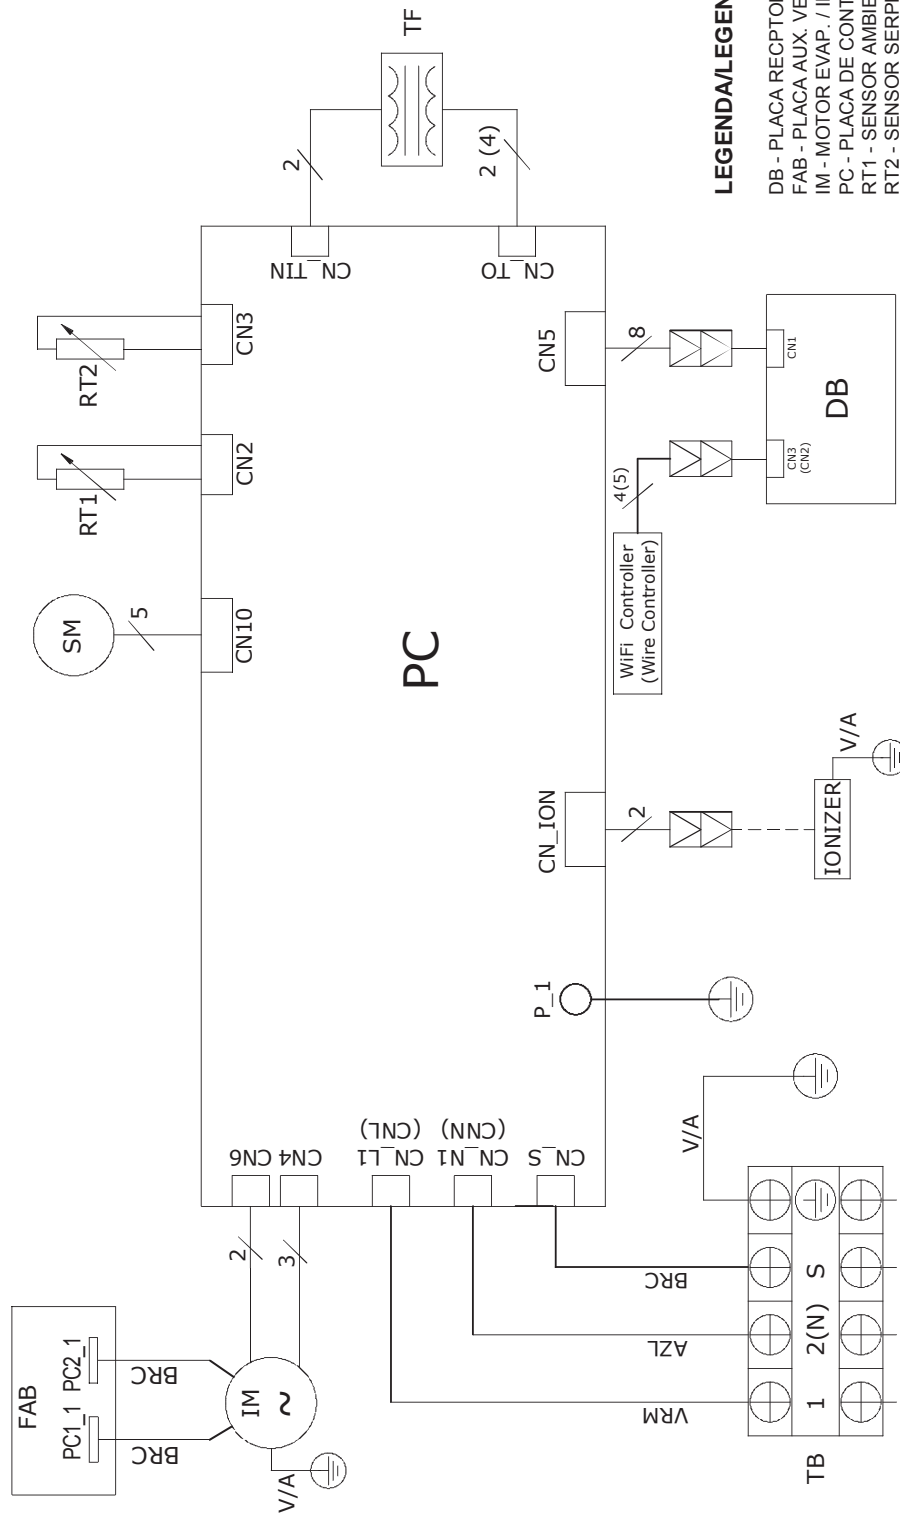 FAB
PC1_1
PC2_1
BRC
BRC
IM
~
V/A
2
3
CN6
CN4
CN_L1
(CNL)
CN_N1
(CNN)
CN_S
VRM
AZL
BRC
V/A
TB
1
2(N)
S
SM
5
CN10
RT1
CN2
RT2
CN3
PC
P_1
CN_ION
2
IONIZER
V/A
WiFi Controller
(Wire Controller)
4(5)
CN5
8
CN3
(CN2)
CN1
DB
CN_TIN
2
TF
CN_TO
2 (4)
LEGENDA/LEGEN
DB - PLACA RECPTO
FAB - PLACA AUX. VE
IM - MOTOR EVAP. /
PC - PLACA DE CONT
RT1 - SENSOR AMBIE
RT2 - SENSOR SERP